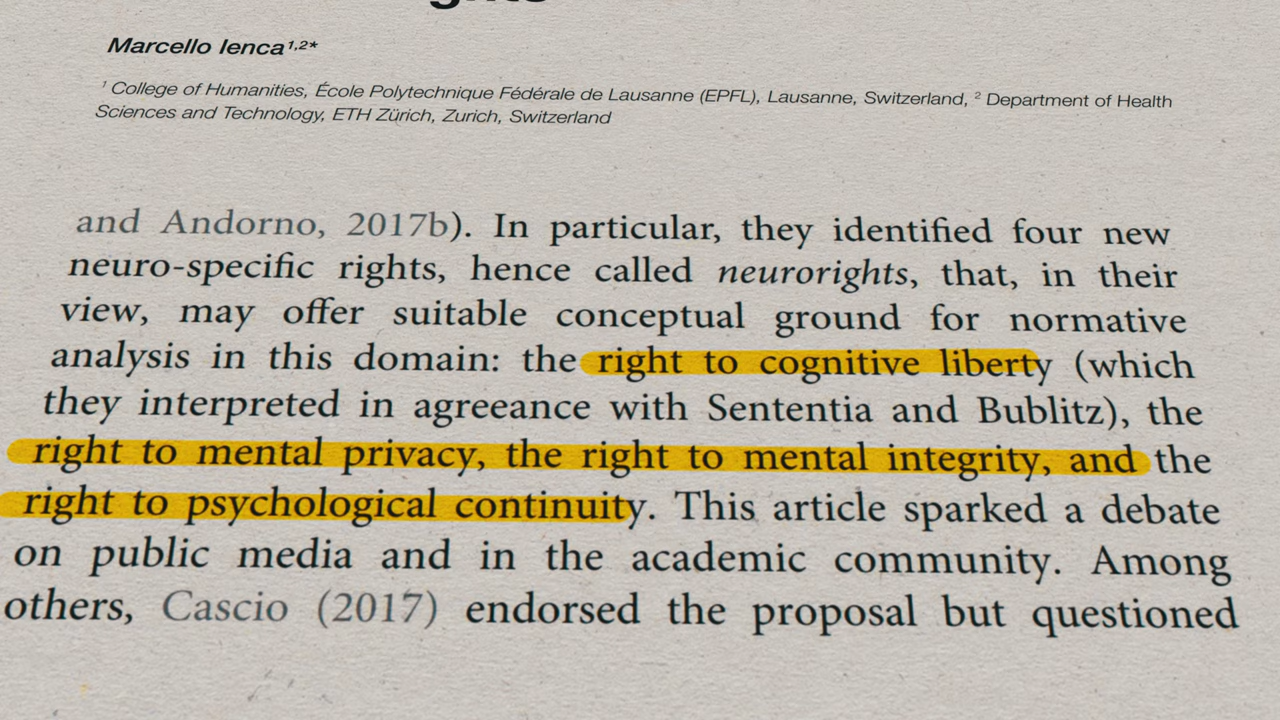 Marcello Ienca1,2*
1 College of Humanities, École Polytechnique Fédérale de Lausanne (EPFL), Lausanne, Switzerland, 2 Department of Health
Sciences and Technology, ETH Zürich, Zurich, Switzerland
and Andorno, 2017b). In particular, they identified four new
neuro-specific rights, hence called neurorights, that, in their
view, may offer suitable conceptual ground for normative
analysis in this domain: the right to cognitive liberty (which
they interpreted in agreeance with Sententia and Bublitz), the
right to mental privacy, the right to mental integrity, and the
right to psychological continuity. This article sparked a debate
on public media and in the academic community. Among
others, Cascio (2017) endorsed the proposal but questioned